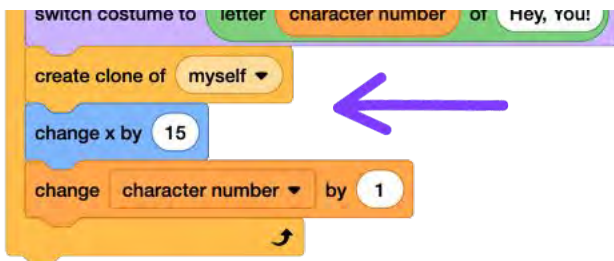 switch costume to letter character number of Hey, You!
create clone of myself
change x by 15
change character number by 1